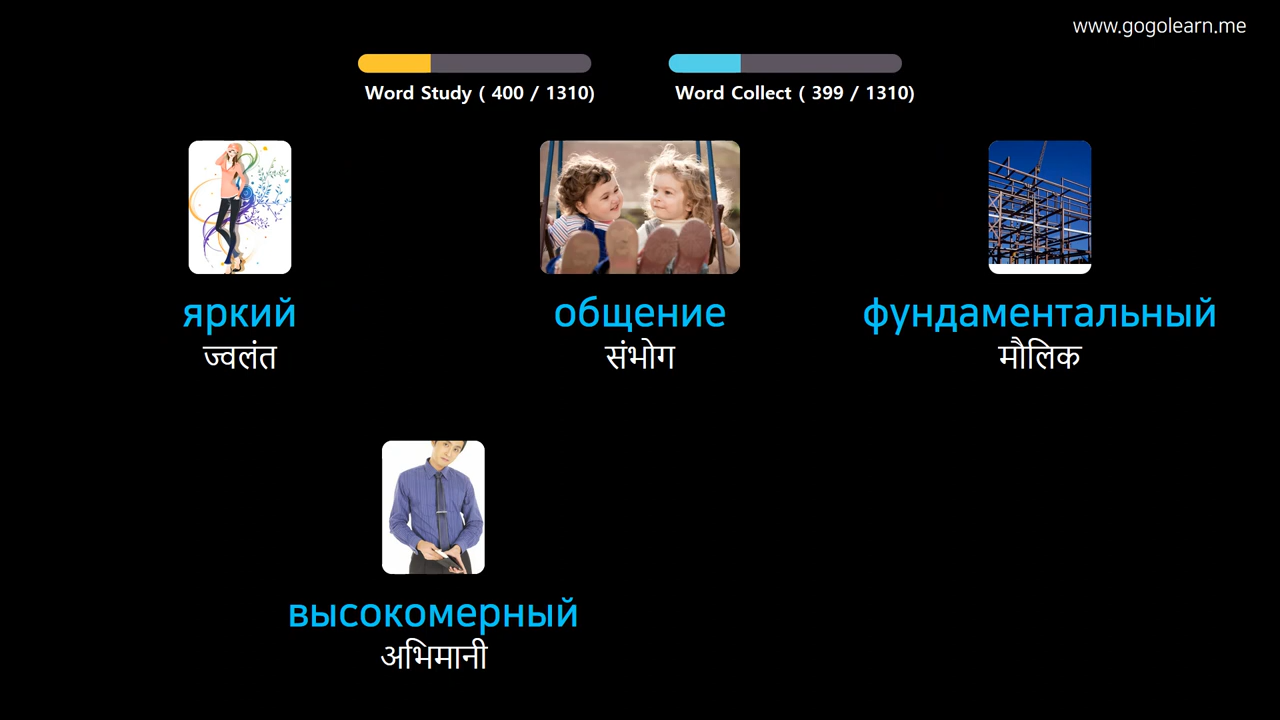 www.gogolearn.me
Word Study ( 400 / 1310)
Word Collect ( 399 / 1310)
яркий
ज्वलंत
общение
संभोग
фундаментальный
मौलिक
высокомерный
अभिमानी